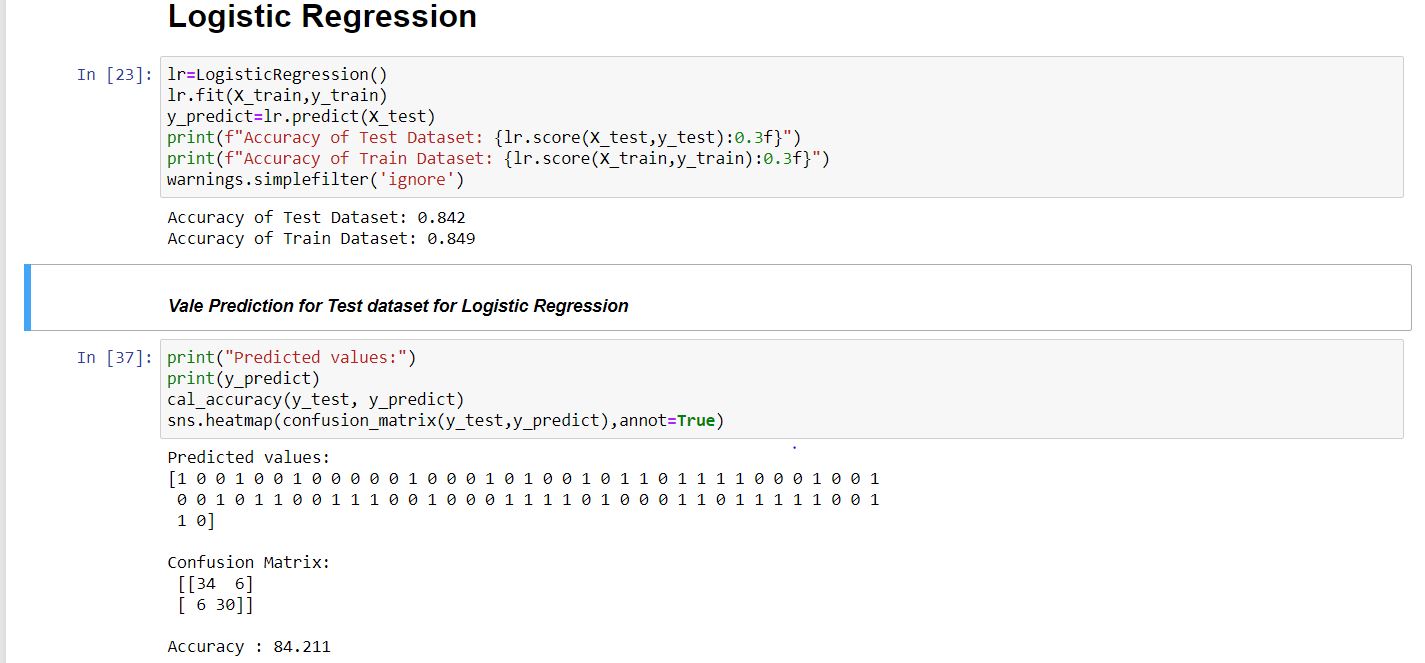 Logistic Regression
In [23]: lr=LogisticRegression()
lr.fit(X_train,y_train)
y_predict=lr.predict(X_test)
print(f"Accuracy of Test Dataset: {lr.score(X_test,y_test):0.3f}")
print(f"Accuracy of Train Dataset: {lr.score(X_train,y_train):0.3f}")
warnings.simplefilter('ignore')
Accuracy of Test Dataset: 0.842
Accuracy of Train Dataset: 0.849
Vale Prediction for Test dataset for Logistic Regression
In [37]: print("Predicted values:")
print(y_predict)
cal_accuracy(y_test, y_predict)
sns.heatmap(confusion_matrix(y_test,y_predict),annot=True)
Predicted values:
[1 0 0 1 0 0 1 0 0 0 0 0 1 0 0 0 1 0 1 0 0 1 0 1 1 0 1 1 1 1 0 0 0 1 0 0 1
0 0 1 0 1 1 0 0 1 1 1 0 0 1 0 0 0 1 1 1 1 0 1 0 0 0 1 1 0 1 1 1 1 1 0 0 1
1 0]
Confusion Matrix:
[[34  6]
[ 6 30]]
Accuracy : 84.211